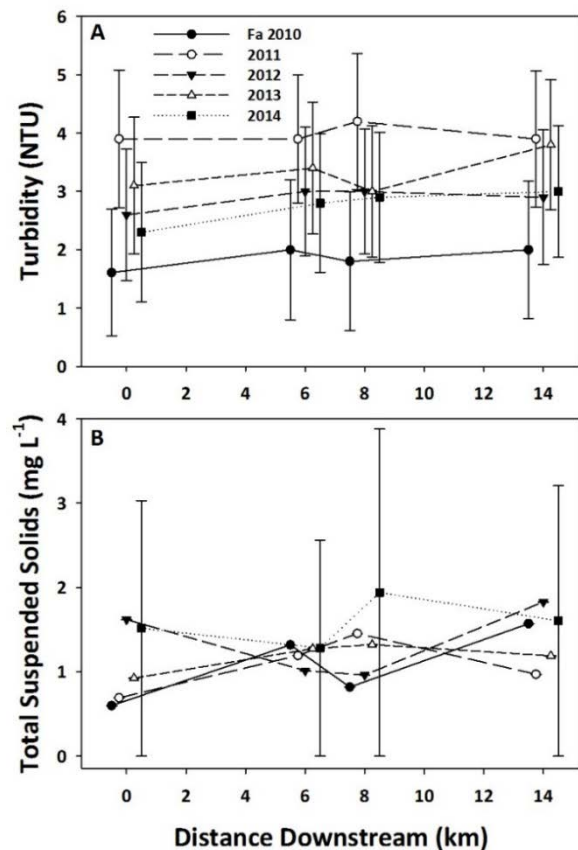 A
Fa 2010
2011
2012
2013
2014
Turbidity (NTU)
6
5
4
3
2
1
0
0 2 4 6 8 10 12 14
B
Total Suspended Solids (mg L⁻¹)
4
3
2
1
0
0 2 4 6 8 10 12 14
Distance Downstream (km)